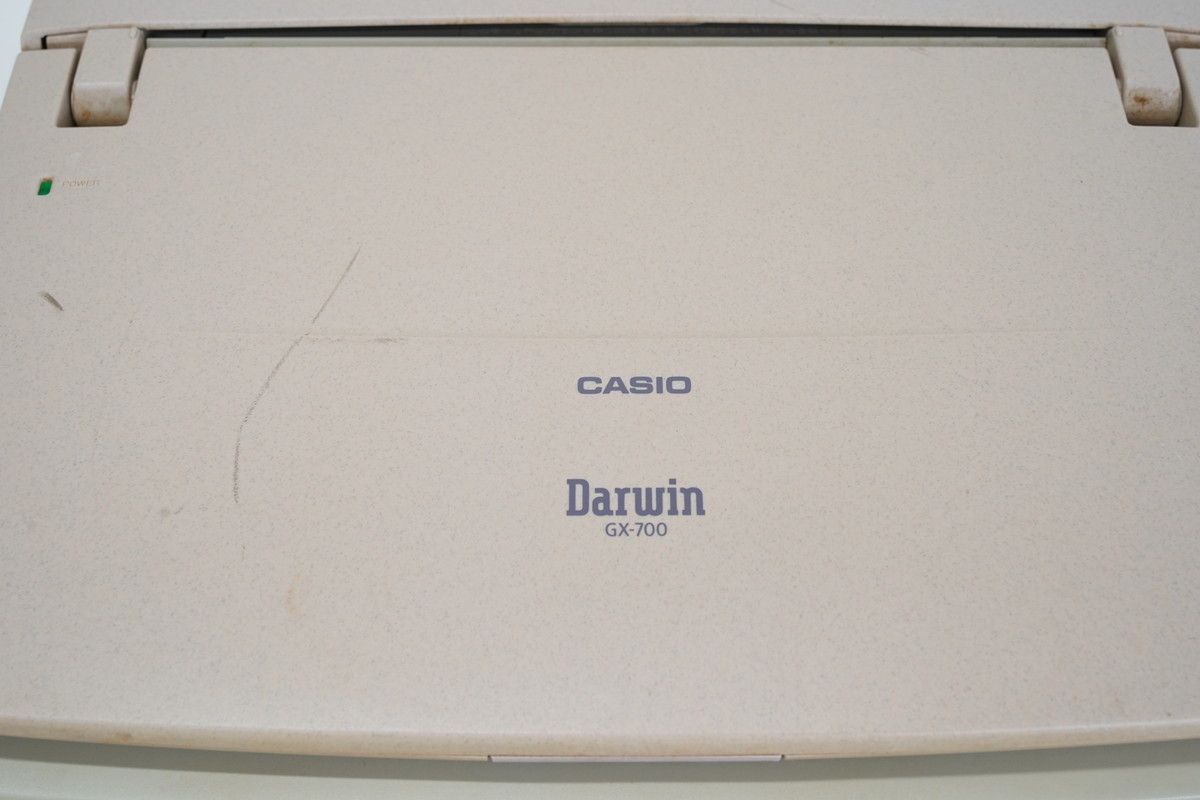 POWER
CASIO
Darwin
GX-700